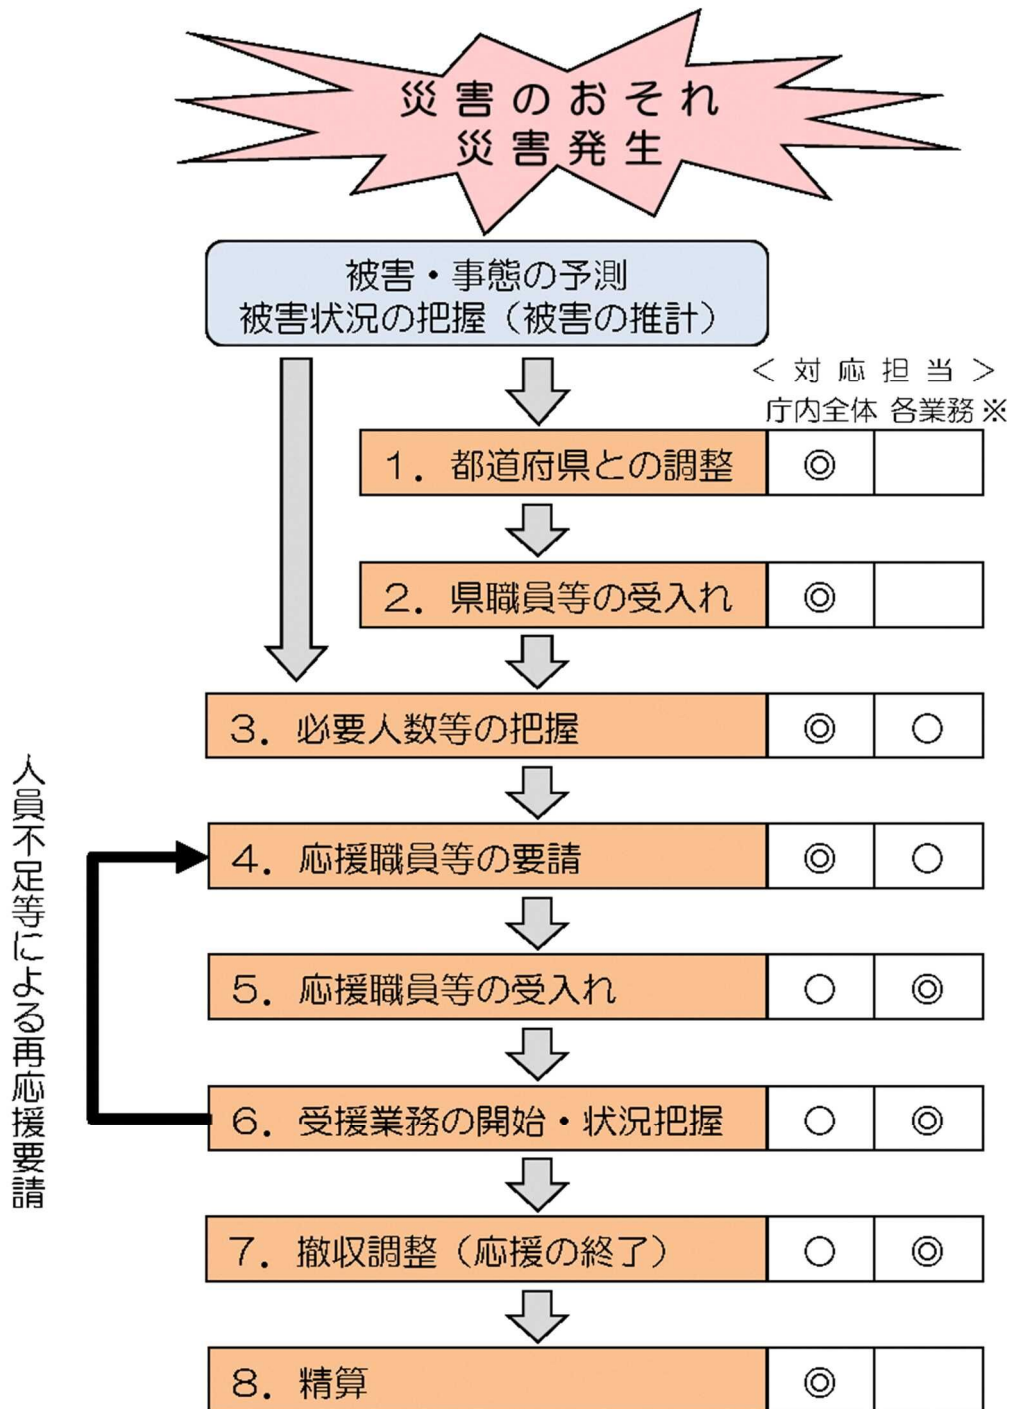 災害のおそれ
災害発生
被害・事態の予測
被害状況の把握（被害の推計）
＜対応担当＞
庁内全体 各業務※
１．都道府県との調整 ◎
２．県職員等の受入れ ◎
３．必要人数等の把握 ◎ ○
４．応援職員等の要請 ◎ ○
５．応援職員等の受入れ ○ ◎
６．受援業務の開始・状況把握 ○ ◎
７．撤収調整（応援の終了） ○ ◎
８．精算 ◎
人員不足等による再応援要請